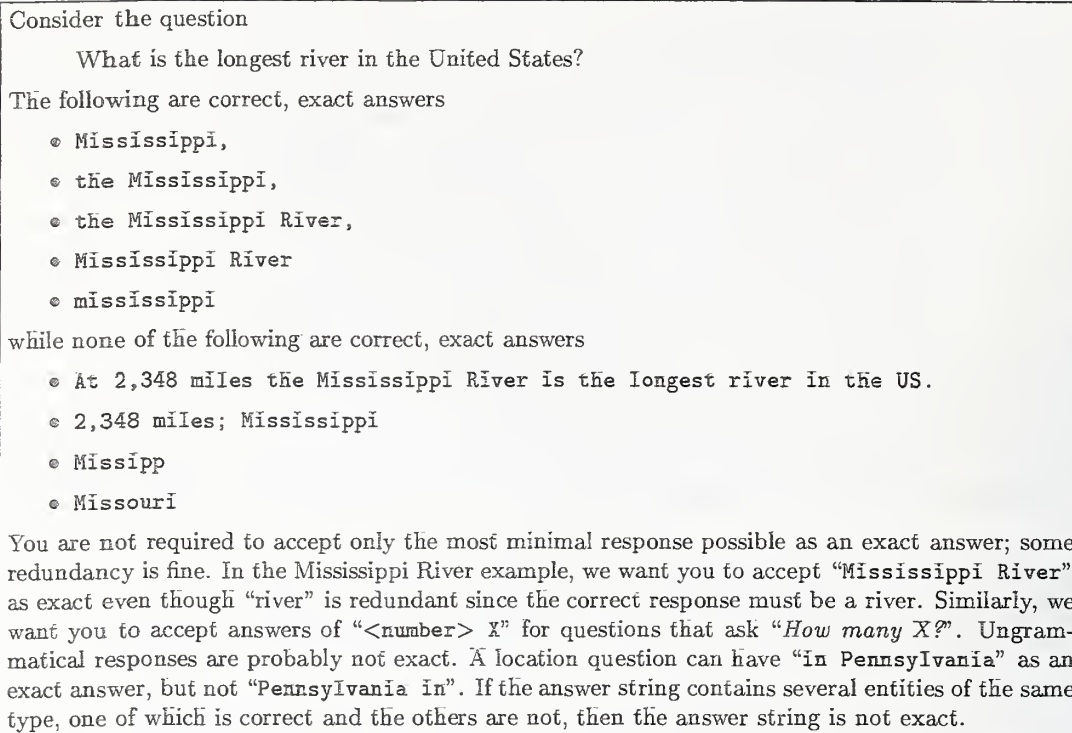 Consider the question
What is the longest river in the United States?
The following are correct, exact answers
• Mississippi,
• the Mississippi,
• the Mississippi River,
• Mississippi River
• mississippi
while none of the following are correct, exact answers
• At 2,348 miles the Mississippi River is the longest river in the US.
• 2,348 miles; Mississippi
• Missipp
• Missouri
You are not required to accept only the most minimal response possible as an exact answer; some
redundancy is fine. In the Mississippi River example, we want you to accept “Mississippi River”
as exact even though “river” is redundant since the correct response must be a river. Similarly, we
want you to accept answers of “<number> X” for questions that ask “How many X?”. Ungram-
matical responses are probably not exact. A location question can have “in Pennsylvania” as an
exact answer, but not “Pennsylvania in”. If the answer string contains several entities of the same
type, one of which is correct and the others are not, then the answer string is not exact.